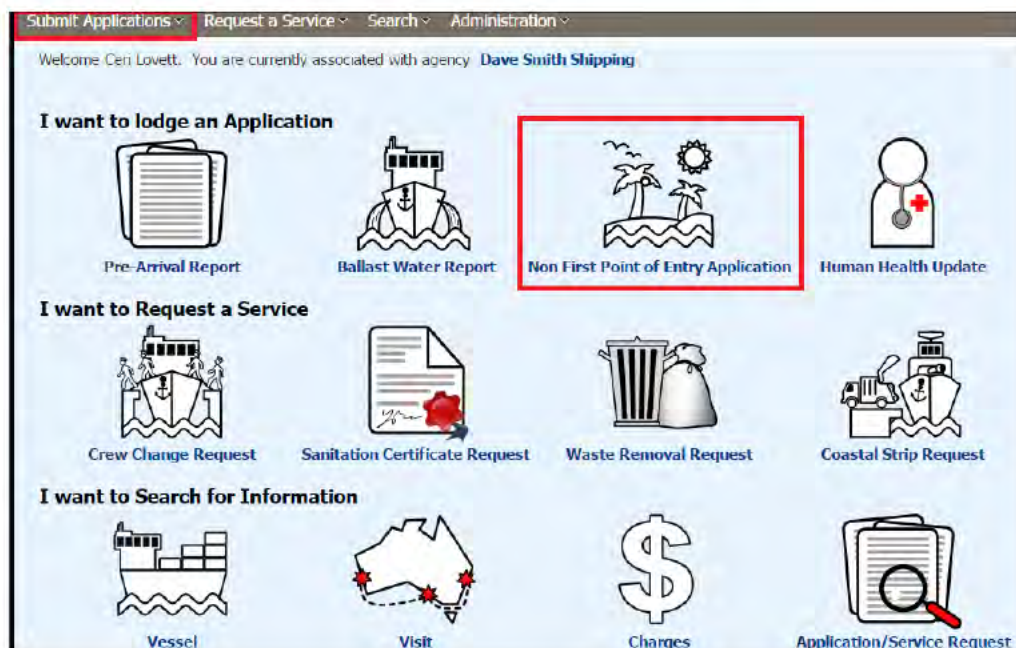 Submit Applications Request a Service Search Administration
Welcome Ceri Lovett. You are currently associated with agency Dave Smith Shipping
I want to lodge an Application
Pre-Arrival Report Ballast Water Report Non First Point of Entry Application Human Health Update
I want to Request a Service
Crew Change Request Sanitation Certificate Request Waste Removal Request Coastal Strip Request
I want to Search for Information
$
Vessel Visit Charges Application/Service Request